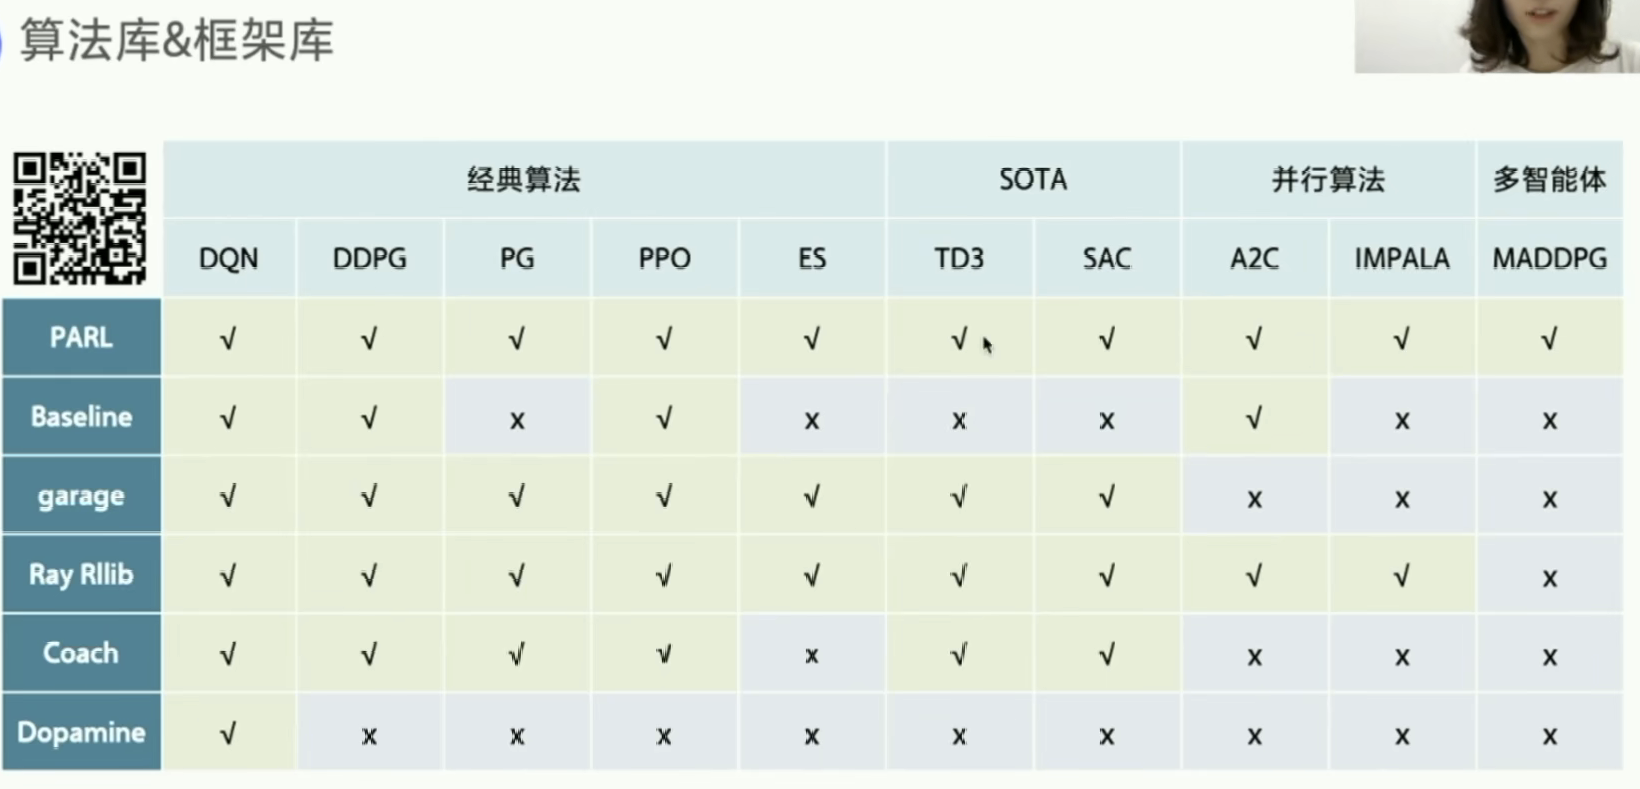 算法库&框架库
经典算法 SOTA 并行算法 多智能体
DQN DDPG PG PPO ES TD3 SAC A2C IMPALA MADDPG
PARL √ √ √ √ √ √ √ √ √ √
Baseline √ √ x √ x x x √ x x
garage √ √ √ √ √ √ √ x x x
Ray Rllib √ √ √ √ √ √ √ √ √ x
Coach √ √ √ √ x √ √ x x x
Dopamine √ x x x x x x x x x